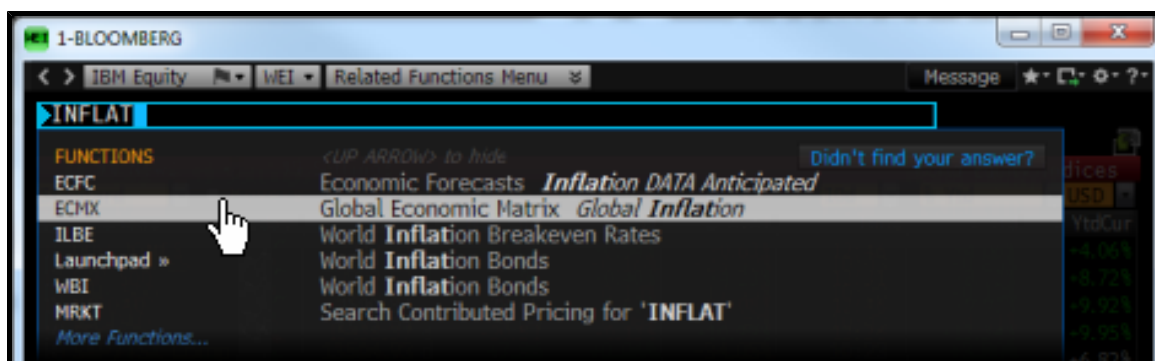 WEI 1-BLOOMBERG
< > IBM Equity WEI Related Functions Menu Message ?
INFLAT
FUNCTIONS <UP ARROW> to hide Didn't find your answer?
ECFC Economic Forecasts Inflation DATA Anticipated
ECMX Global Economic Matrix Global Inflation
ILBE World Inflation Breakeven Rates
Launchpad » World Inflation Bonds
WBI World Inflation Bonds
MRKT Search Contributed Pricing for 'INFLAT'
More Functions...
dices
USD
YtdCur
+4.06%
+8.72%
+9.92%
+9.95%